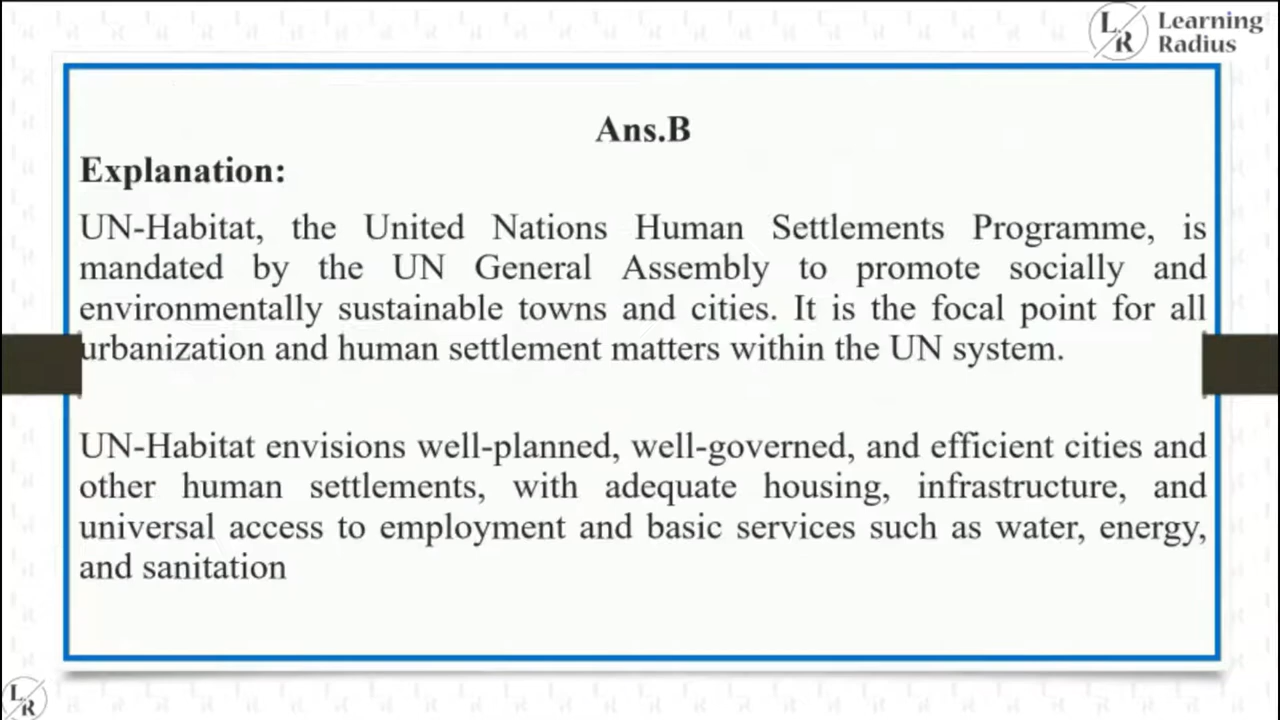 Learning
Radius
Ans.B
Explanation:
UN-Habitat, the United Nations Human Settlements Programme, is
mandated by the UN General Assembly to promote socially and
environmentally sustainable towns and cities. It is the focal point for all
urbanization and human settlement matters within the UN system.
UN-Habitat envisions well-planned, well-governed, and efficient cities and
other human settlements, with adequate housing, infrastructure, and
universal access to employment and basic services such as water, energy,
and sanitation
LR